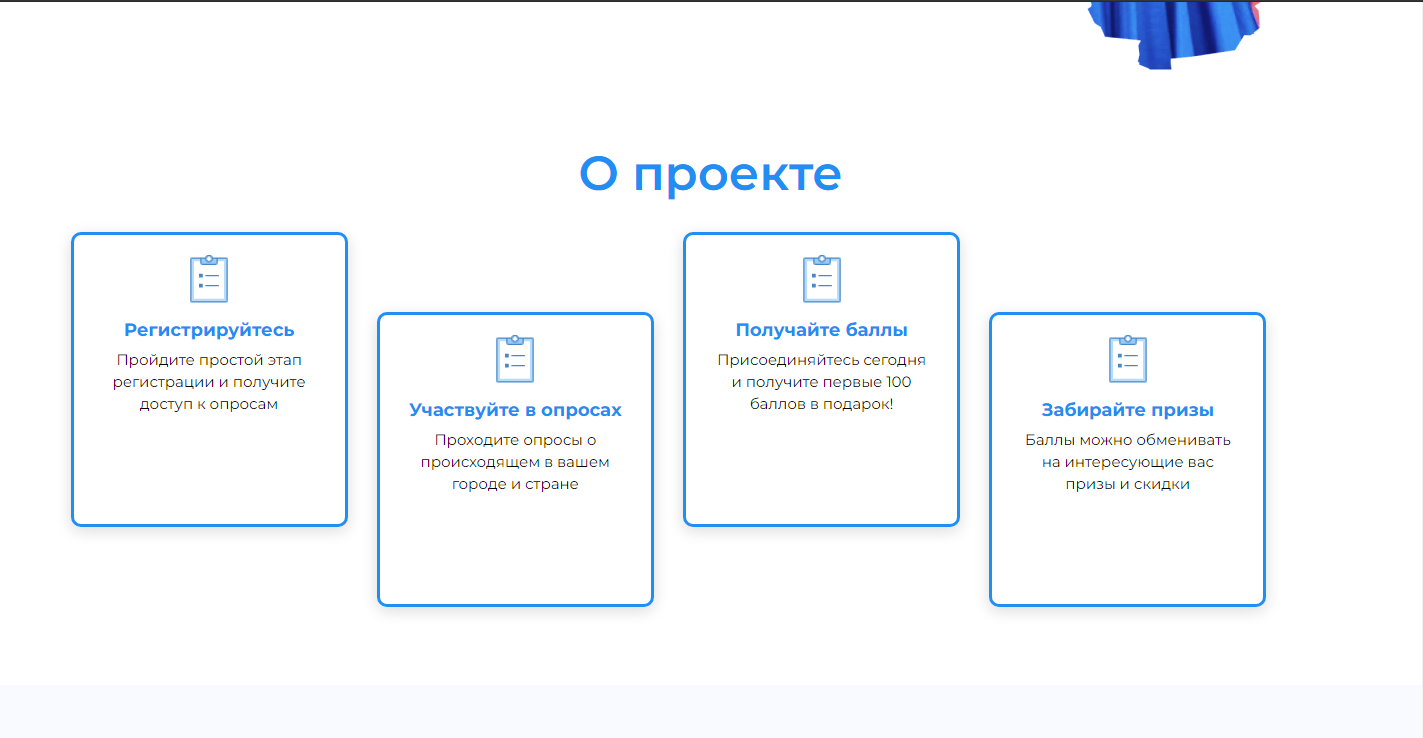 О проекте
Регистрируйтесь
Пройдите простой этап
регистрации и получите
доступ к опросам
Участвуйте в опросах
Проходите опросы о
происходящем в вашем
городе и стране
Получайте баллы
Присоединяйтесь сегодня
и получите первые 100
баллов в подарок!
Забирайте призы
Баллы можно обменивать
на интересующие вас
призы и скидки